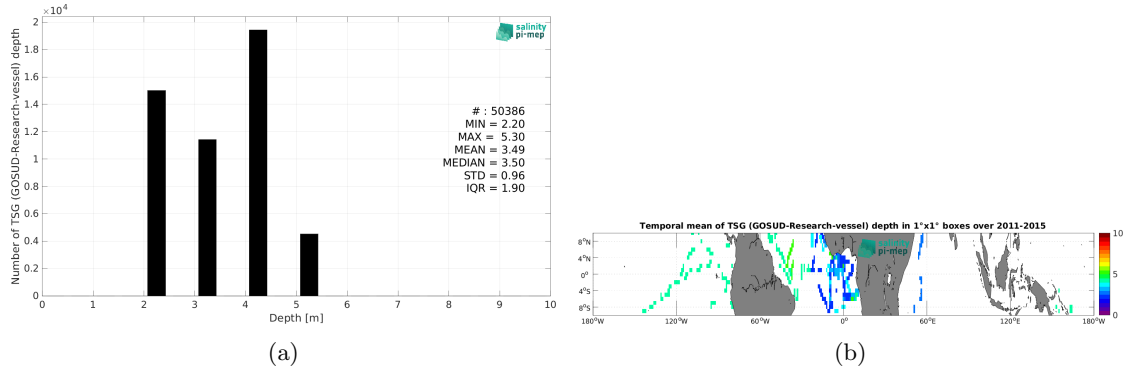 ×10⁴
2
1.8
1.6
1.4
1.2
1
0.8
0.6
0.4
0.2
0
Number of TSG (GOSUD-Research-vessel) depth
0 1 2 3 4 5 6 7 8 9 10
Depth [m]
salinity
pi-mep
# : 50386
MIN = 2.20
MAX = 5.30
MEAN = 3.49
MEDIAN = 3.50
STD = 0.96
IQR = 1.90
(a)
Temporal mean of TSG (GOSUD-Research-vessel) depth in 1°x1° boxes over 2011-2015
salinity
pi-mep
8°N
4°N
0°
4°S
8°S
180°W 120°W 60°W 0° 60°E 120°E 180°W
10
5
0
(b)